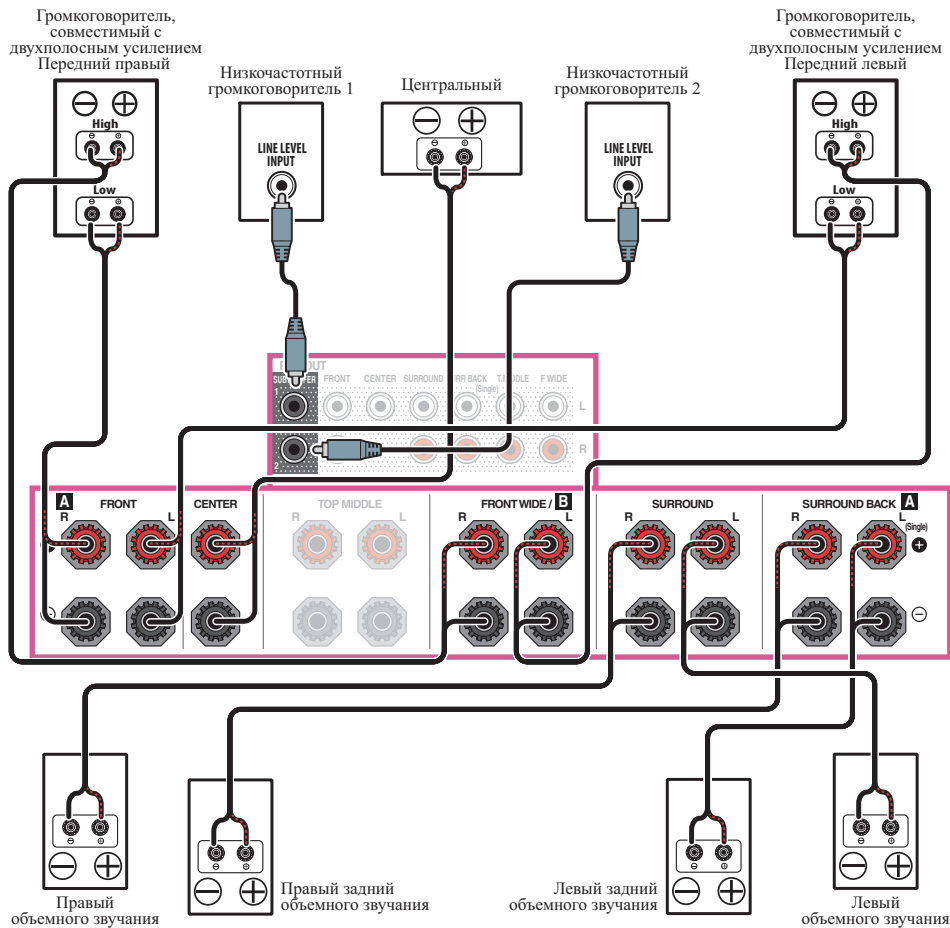 Громкоговоритель,
совместимый с
двухполосным усилением
Передний правый
Низкочастотный
громкоговоритель 1
Центральный
Низкочастотный
громкоговоритель 2
Громкоговоритель,
совместимый с
двухполосным усилением
Передний левый
High
Low
LINE LEVEL
INPUT
LINE LEVEL
INPUT
High
Low
OUT
FRONT CENTER SURROUND F WIDE
(Single)
1
L
2
R
A FRONT
R L
CENTER
TOP MIDDLE
R L
FRONT WIDE / B
R L
SURROUND
R L
SURROUND BACK A
R L
(Single)
Правый
объемного звучания
Правый задний
объемного звучания
Левый задний
объемного звучания
Левый
объемного звучания